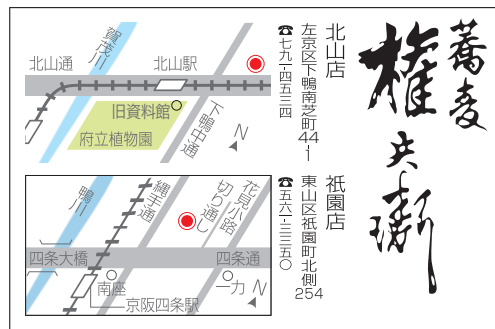 蕎麦
権兵衛
北山店
左京区下鴨南芝町44-1
☎七九一四五三四
祇園店
東山区祇園町北側254
☎五六一三三五〇
賀茂川
北山通
北山駅
旧資料館
府立植物園
下鴨中通
N
鴨川
縄手通
切り通し
花見小路
四条大橋
四条通
南座
一力
京阪四条駅
N